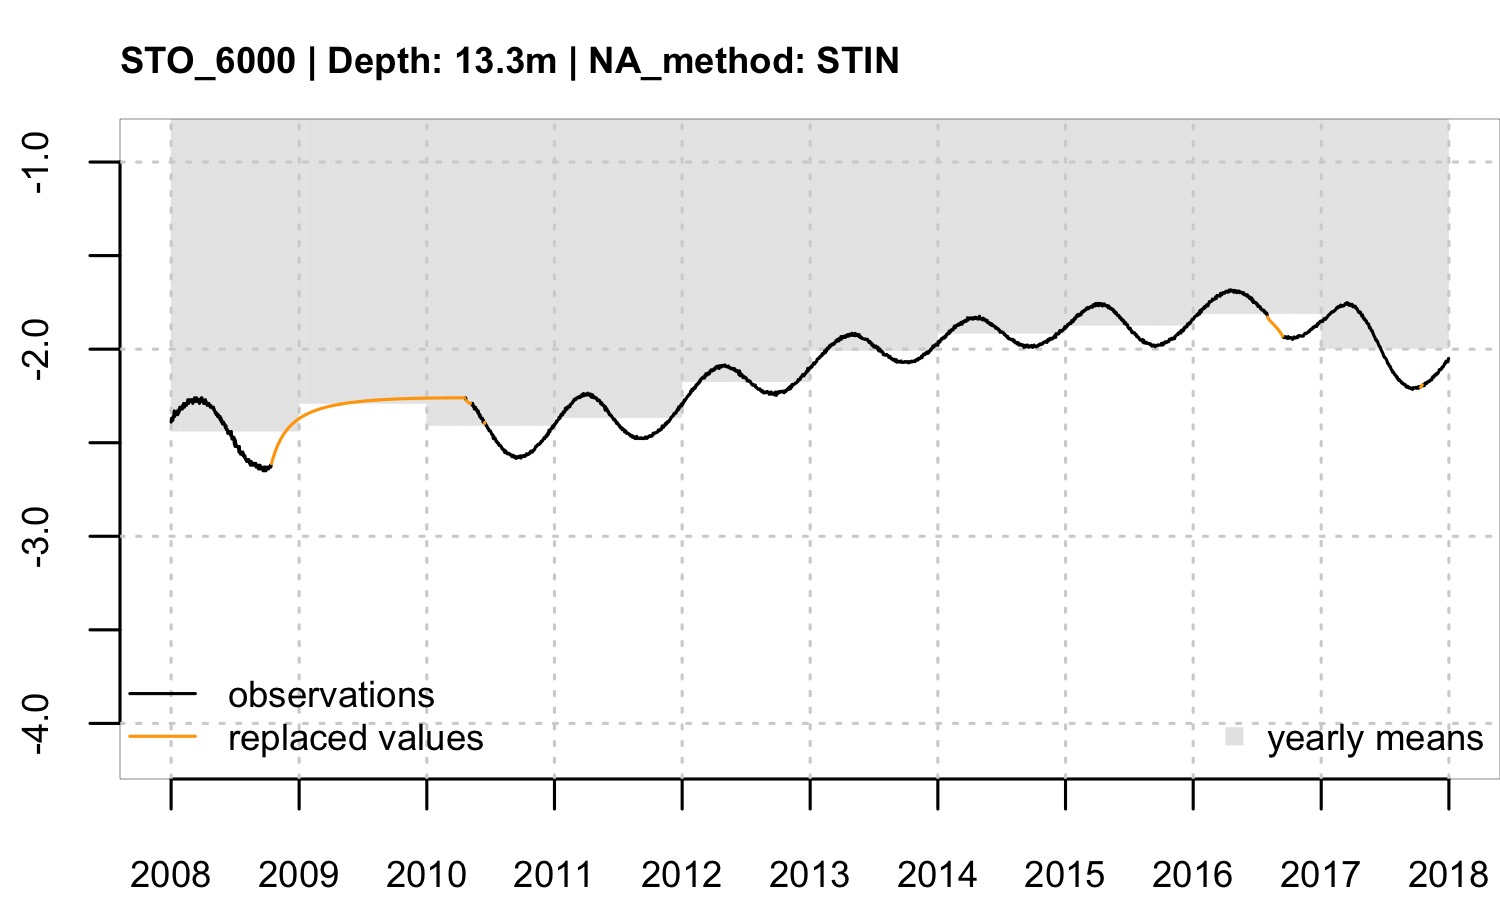 STO_6000 | Depth: 13.3m | NA_method: STIN
-1.0
-2.0
-3.0
-4.0
observations
replaced values
yearly means
2008 2009 2010 2011 2012 2013 2014 2015 2016 2017 2018